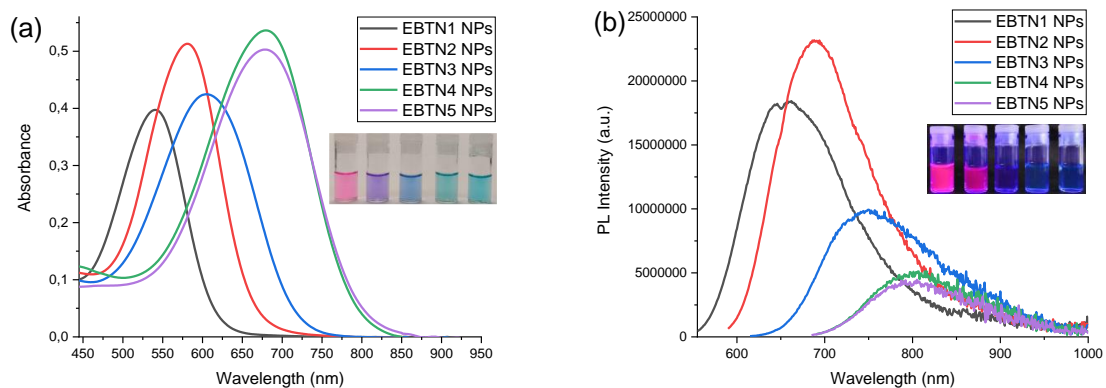 (a)
EBTN1 NPs
EBTN2 NPs
EBTN3 NPs
EBTN4 NPs
EBTN5 NPs
0,5
0,4
0,3
0,2
0,1
0,0
Absorbance
450 500 550 600 650 700 750 800 850 900 950
Wavelength (nm)
(b)
EBTN1 NPs
EBTN2 NPs
EBTN3 NPs
EBTN4 NPs
EBTN5 NPs
25000000
20000000
15000000
10000000
5000000
0
PL Intensity (a.u.)
600 700 800 900 1000
Wavelength (nm)